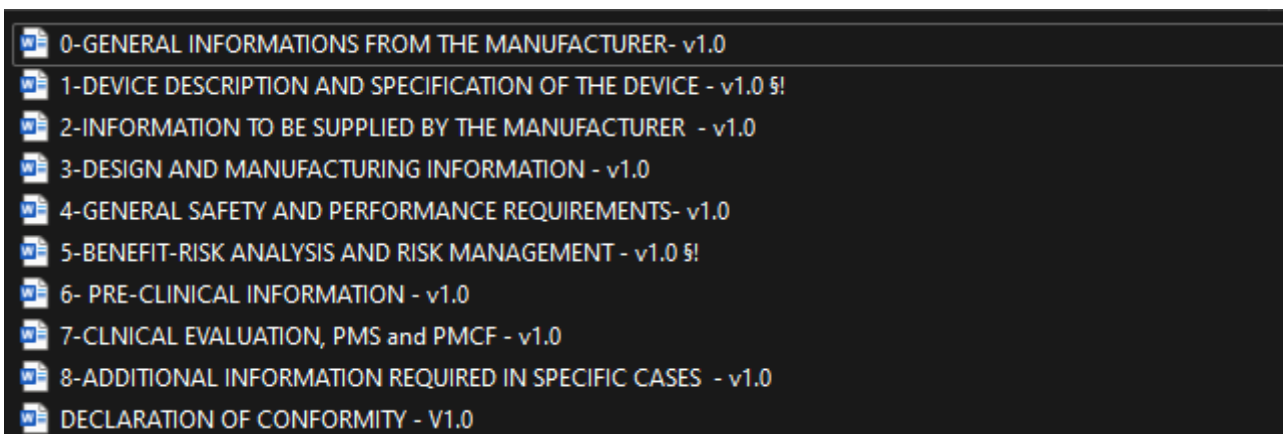 0-GENERAL INFORMATIONS FROM THE MANUFACTURER- v1.0
1-DEVICE DESCRIPTION AND SPECIFICATION OF THE DEVICE - v1.0 §!
2-INFORMATION TO BE SUPPLIED BY THE MANUFACTURER  - v1.0
3-DESIGN AND MANUFACTURING INFORMATION - v1.0
4-GENERAL SAFETY AND PERFORMANCE REQUIREMENTS- v1.0
5-BENEFIT-RISK ANALYSIS AND RISK MANAGEMENT - v1.0 §!
6- PRE-CLINICAL INFORMATION - v1.0
7-CLNICAL EVALUATION, PMS and PMCF - v1.0
8-ADDITIONAL INFORMATION REQUIRED IN SPECIFIC CASES  - v1.0
DECLARATION OF CONFORMITY - V1.0